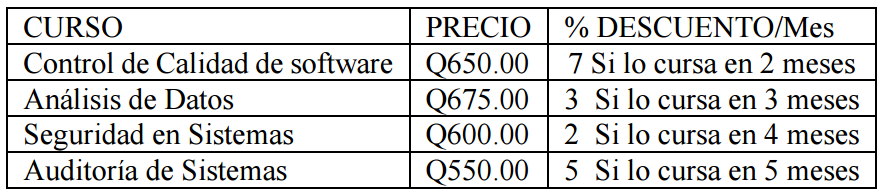 CURSO PRECIO % DESCUENTO/Mes
Control de Calidad de software Q650.00 7 Si lo cursa en 2 meses
Análisis de Datos Q675.00 3 Si lo cursa en 3 meses
Seguridad en Sistemas Q600.00 2 Si lo cursa en 4 meses
Auditoría de Sistemas Q550.00 5 Si lo cursa en 5 meses